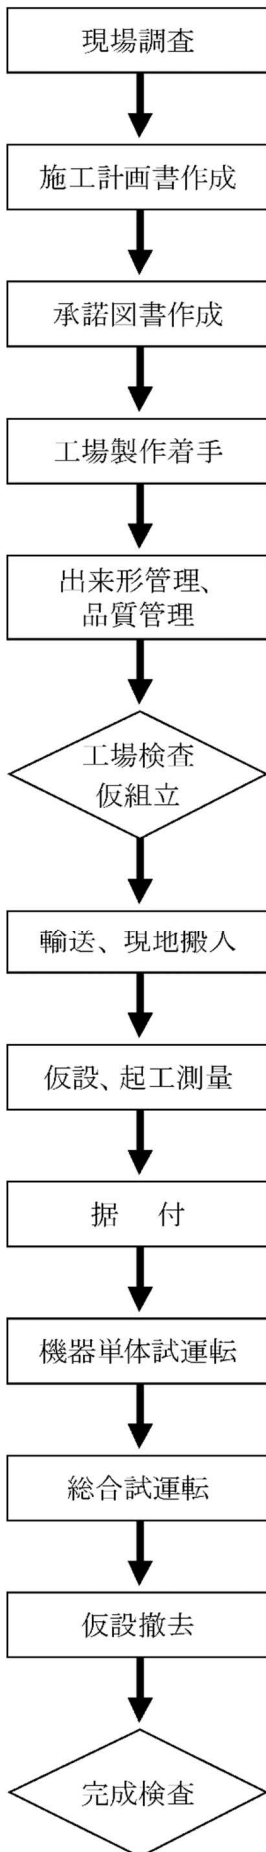 現場調査
施工計画書作成
承諾図書作成
工場製作着手
出来形管理、
品質管理
工場検査
仮組立
輸送、現地搬入
仮設、起工測量
据　付
機器単体試運転
総合試運転
仮設撤去
完成検査